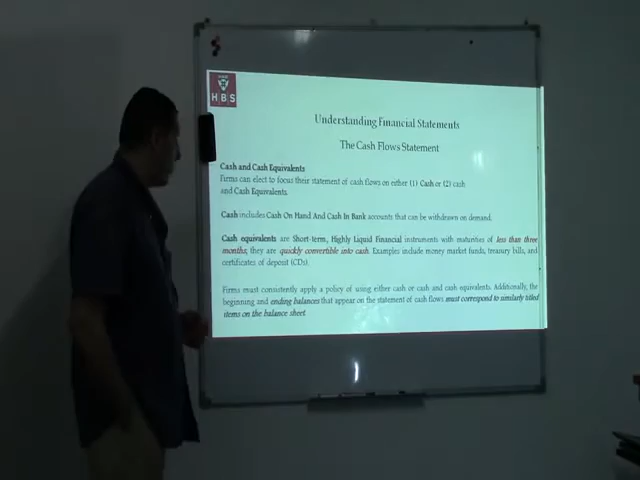 HBS
Understanding Financial Statements
The Cash Flows Statement
Cash and Cash Equivalents
Firms can elect to focus their statement of cash flows on either (1) Cash or (2) cash
and Cash Equivalents.
Cash includes Cash On Hand And Cash In Bank accounts that can be withdrawn on demand.
Cash equivalents are Short-term, Highly Liquid Financial instruments with maturities of less than three
months; they are quickly convertible into cash. Examples include money market funds, treasury bills, and
certificates of deposit (CDs).
Firms must consistently apply a policy of using either cash or cash and cash equivalents. Additionally, the
beginning and ending balances that appear on the statement of cash flows must correspond to similarly titled
items on the balance sheet.